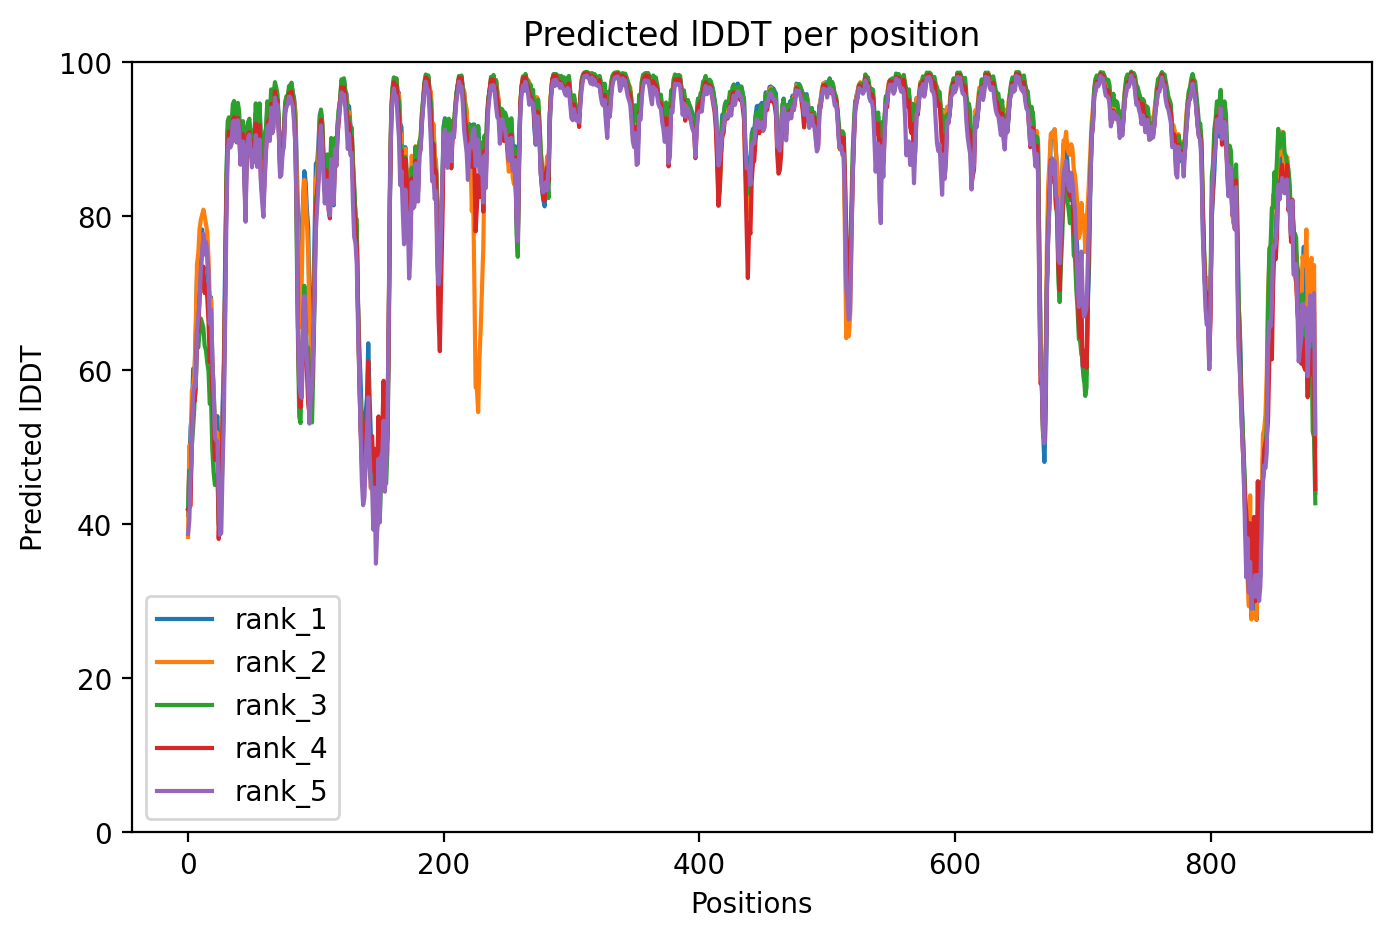 Predicted lDDT per position
Predicted lDDT
100
80
60
40
20
0
rank_1
rank_2
rank_3
rank_4
rank_5
0 200 400 600 800
Positions